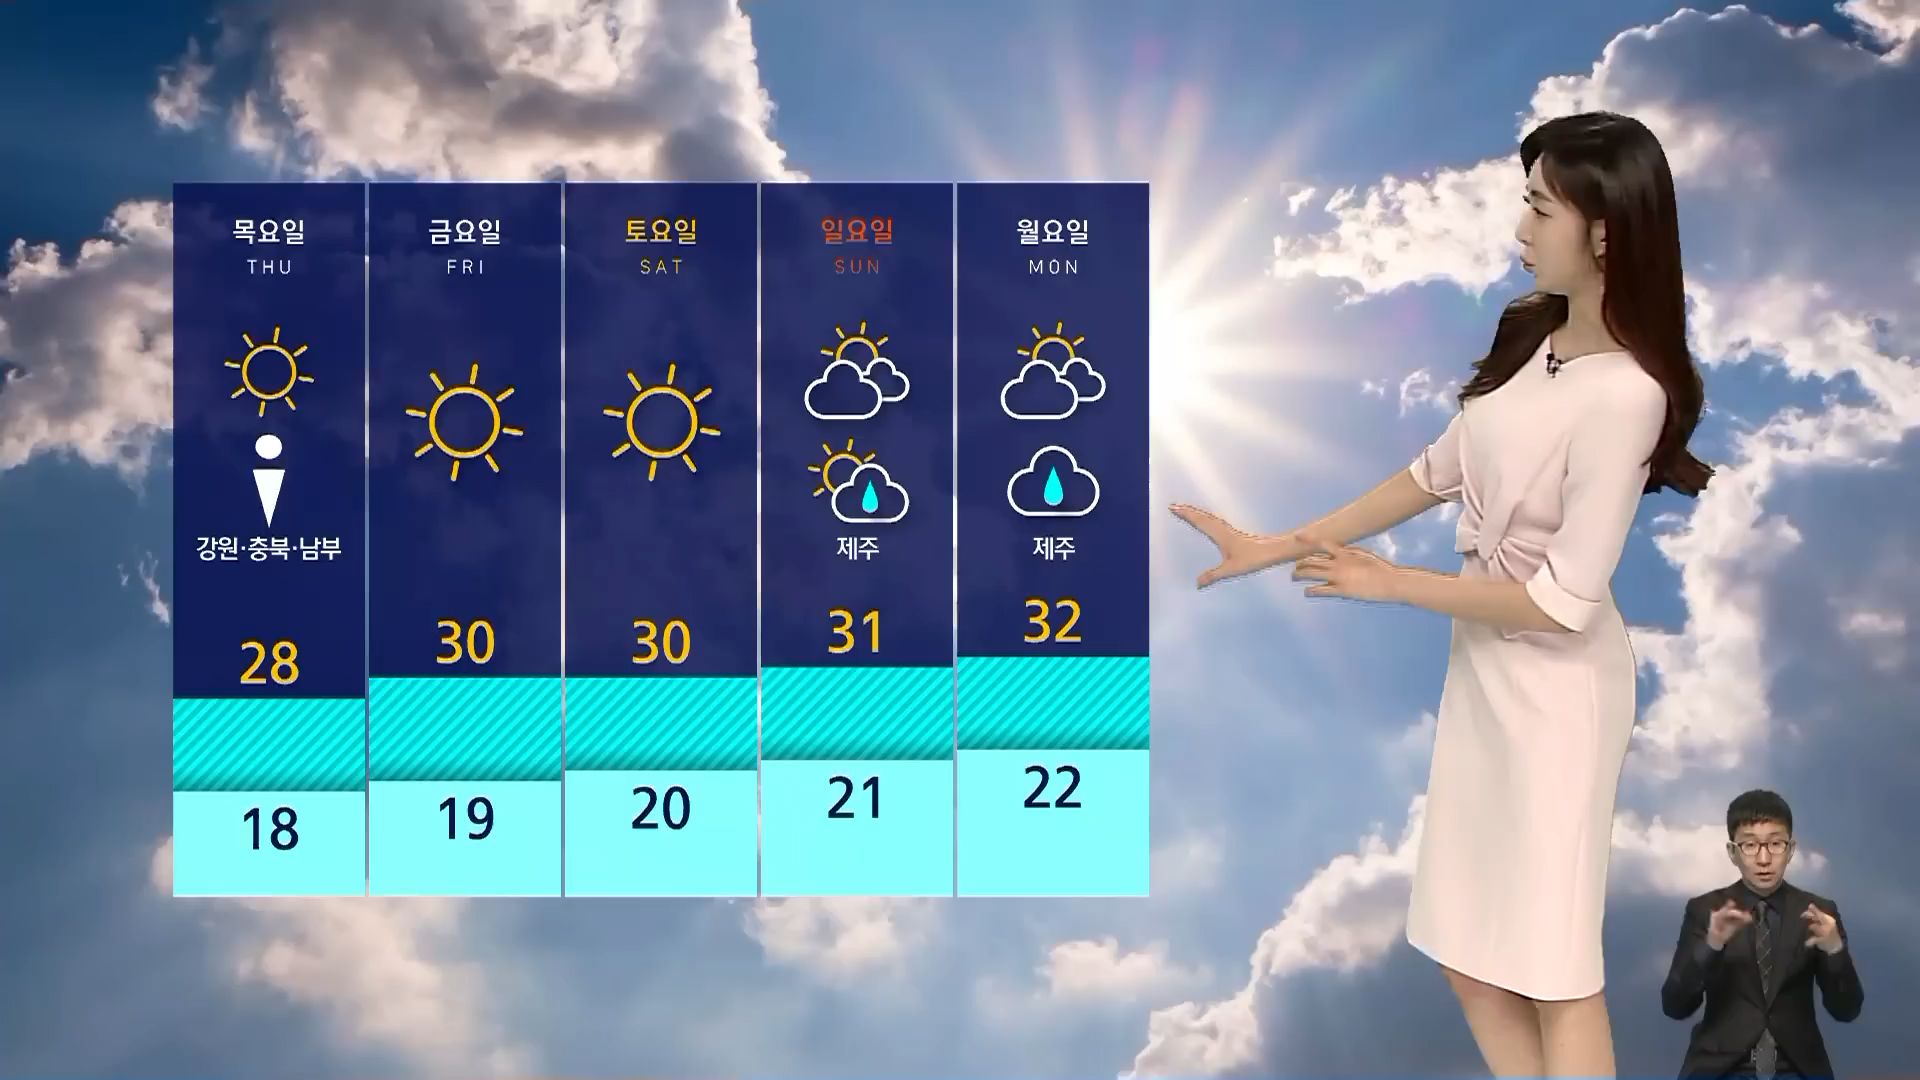 목요일
THU
강원·충북·남부
28
18
금요일
FRI
30
19
토요일
SAT
30
20
일요일
SUN
제주
31
21
월요일
MON
제주
32
22